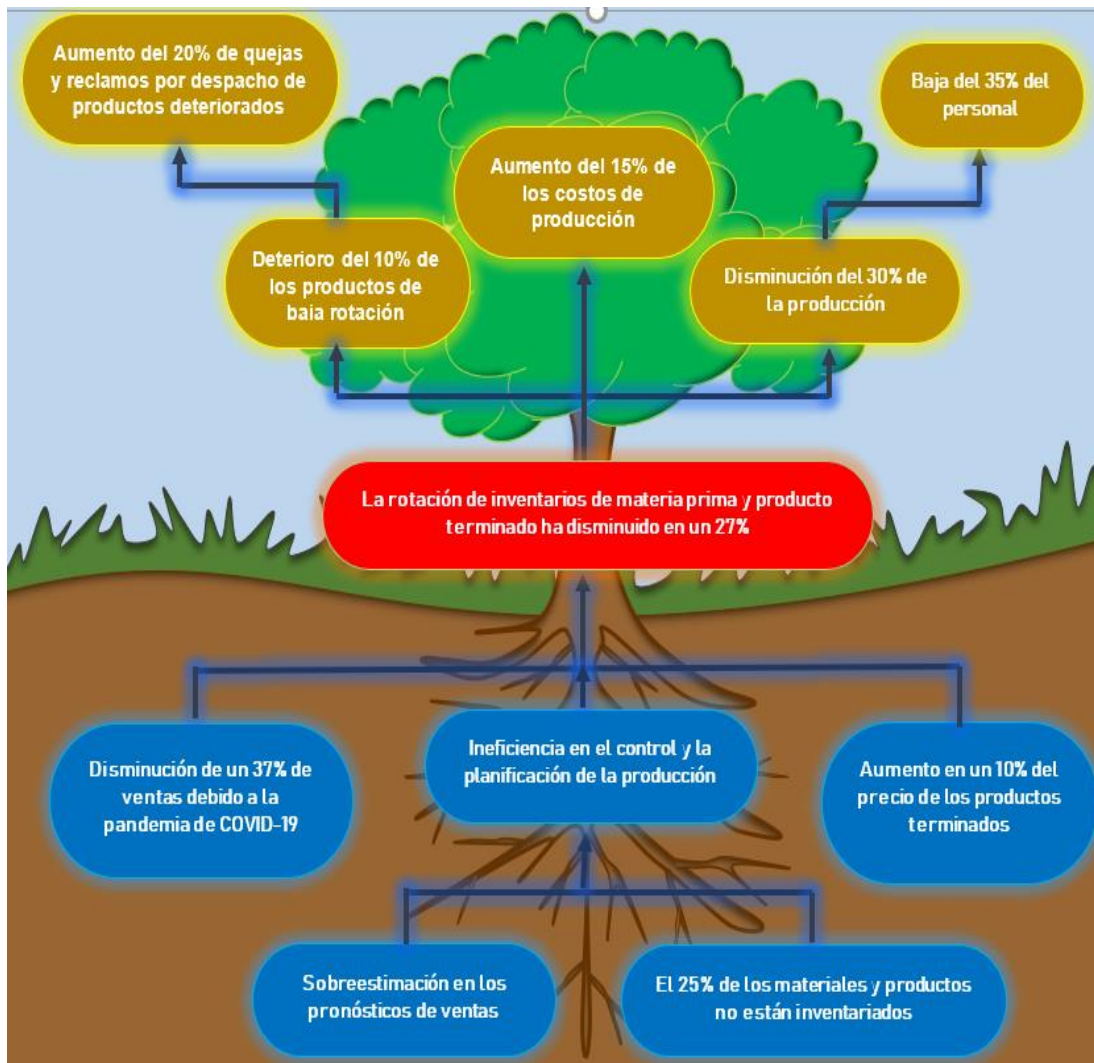 Aumento del 20% de quejas
y reclamos por despacho de
productos deteriorados
Baja del 35% del
personal
Aumento del 15% de
los costos de
producción
Deterioro del 10% de
los productos de
baia rotación
Disminución del 30% de
la producción
La rotación de inventarios de materia prima y producto
terminado ha disminuido en un 27%
Disminución de un 37% de
ventas debido a la
pandemia de COVID-19
Ineficiencia en el control y la
planificación de la producción
Aumento en un 10% del
precio de los productos
terminados
Sobreestimación en los
pronósticos de ventas
El 25% de los materiales y productos
no están inventariados